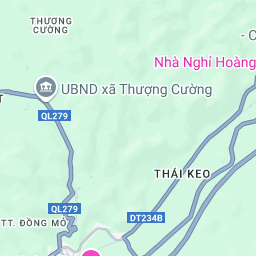 THƯỢNG
CƯỜNG
Nhà Nghỉ Hoàng
UBND xã Thượng Cường
QL279
THÁI KEO
QL279
DT234B
TT. ĐỒNG MỎ